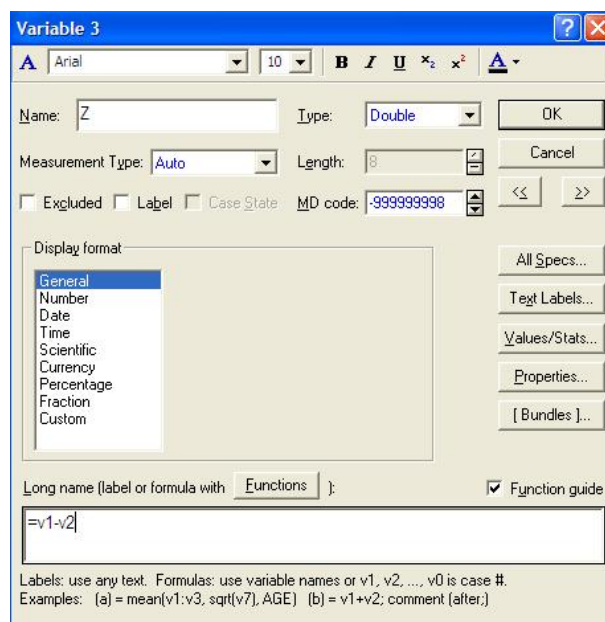 Variable 3
A Arial 10 B I U x₂ x² A
Name: Z Type: Double OK
Measurement Type: Auto Length: 8 Cancel
Excluded Label Case State MD code: -999999998 << >>
Display format
General
Number
Date
Time
Scientific
Currency
Percentage
Fraction
Custom
All Specs...
Text Labels...
Values/Stats...
Properties...
[ Bundles ]...
Long name (label or formula with Functions ): Function guide
=v1-v2
Labels: use any text. Formulas: use variable names or v1, v2, ..., v0 is case #.
Examples: (a) = mean(v1:v3, sqrt(v7), AGE) (b) = v1+v2; comment (after;)